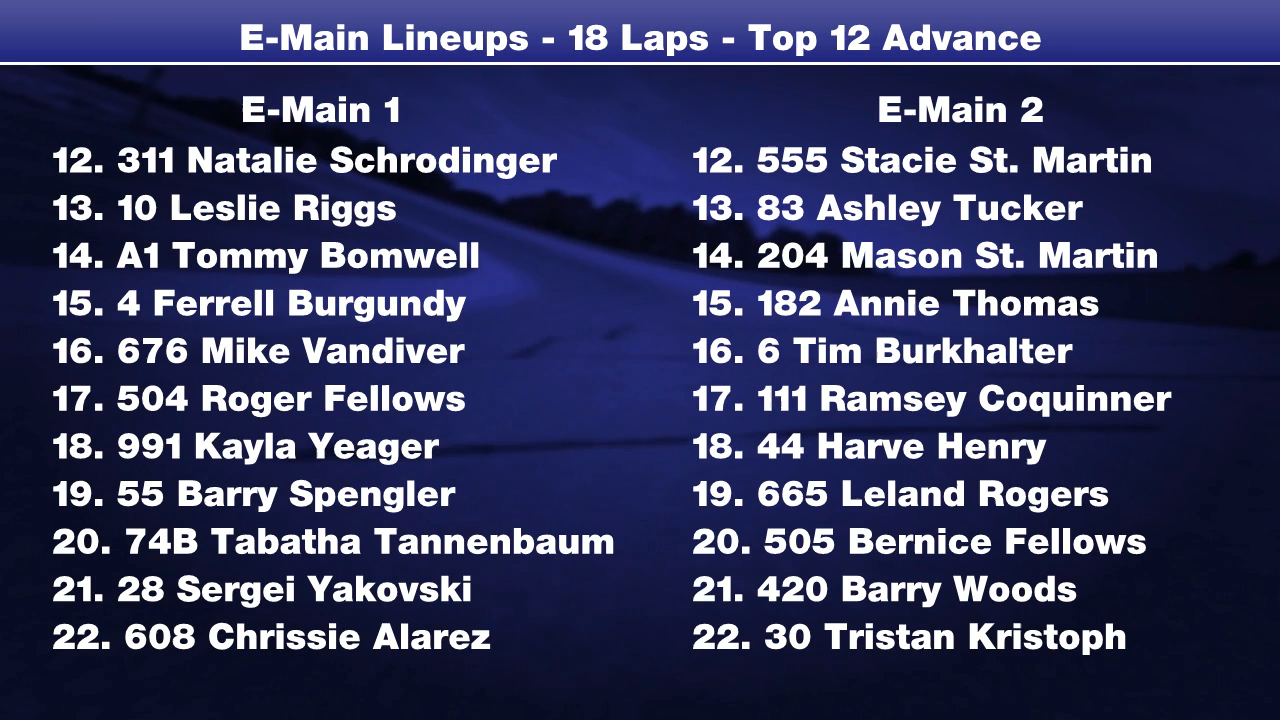 E-Main Lineups - 18 Laps - Top 12 Advance
E-Main 1
12. 311 Natalie Schrodinger
13. 10 Leslie Riggs
14. A1 Tommy Bomwell
15. 4 Ferrell Burgundy
16. 676 Mike Vandiver
17. 504 Roger Fellows
18. 991 Kayla Yeager
19. 55 Barry Spengler
20. 74B Tabatha Tannenbaum
21. 28 Sergei Yakovski
22. 608 Chrissie Alarez
E-Main 2
12. 555 Stacie St. Martin
13. 83 Ashley Tucker
14. 204 Mason St. Martin
15. 182 Annie Thomas
16. 6 Tim Burkhalter
17. 111 Ramsey Coquinner
18. 44 Harve Henry
19. 665 Leland Rogers
20. 505 Bernice Fellows
21. 420 Barry Woods
22. 30 Tristan Kristoph